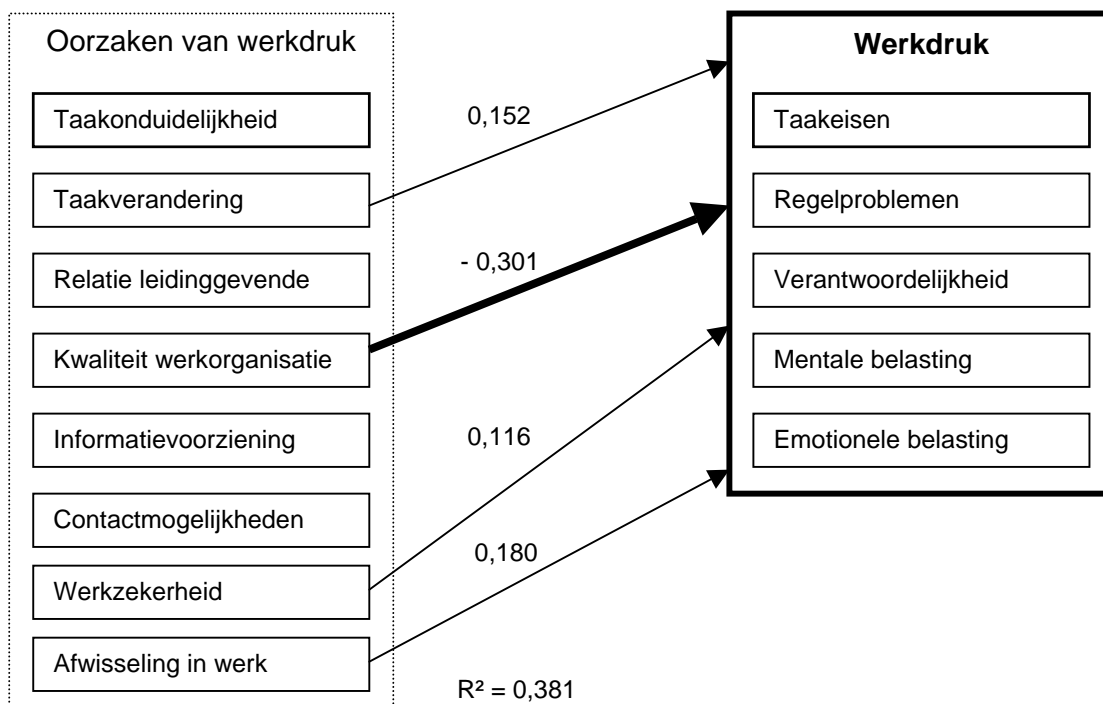 Oorzaken van werkdruk
Taakonduidelijkheid
Taakverandering
Relatie leidinggevende
Kwaliteit werkorganisatie
Informatievoorziening
Contactmogelijkheden
Werkzekerheid
Afwisseling in werk
0,152
- 0,301
0,116
0,180
R² = 0,381
Werkdruk
Taakeisen
Regelproblemen
Verantwoordelijkheid
Mentale belasting
Emotionele belasting